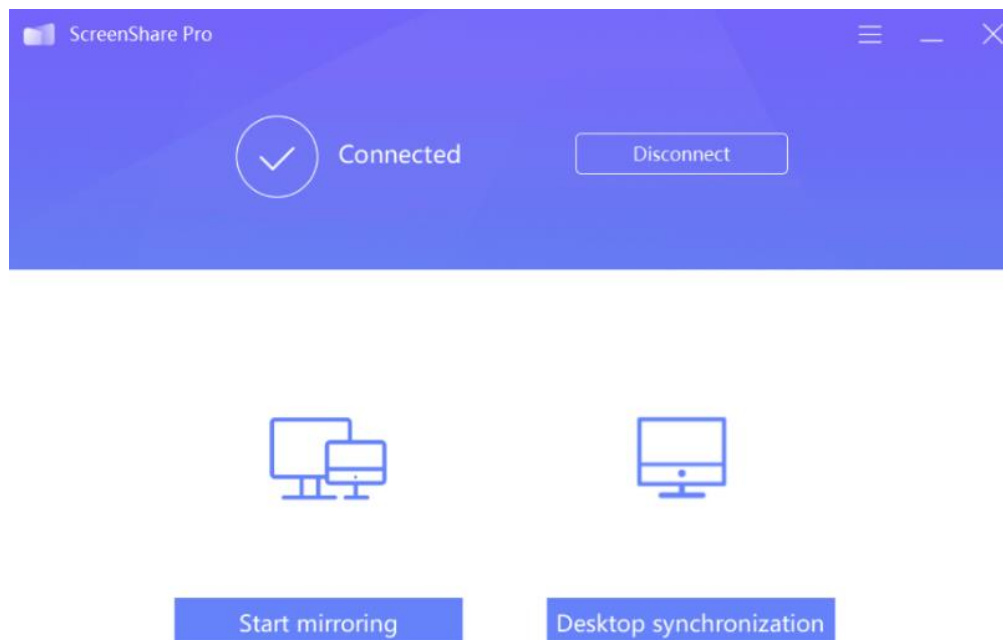 ScreenShare Pro
Connected
Disconnect
Start mirroring
Desktop synchronization